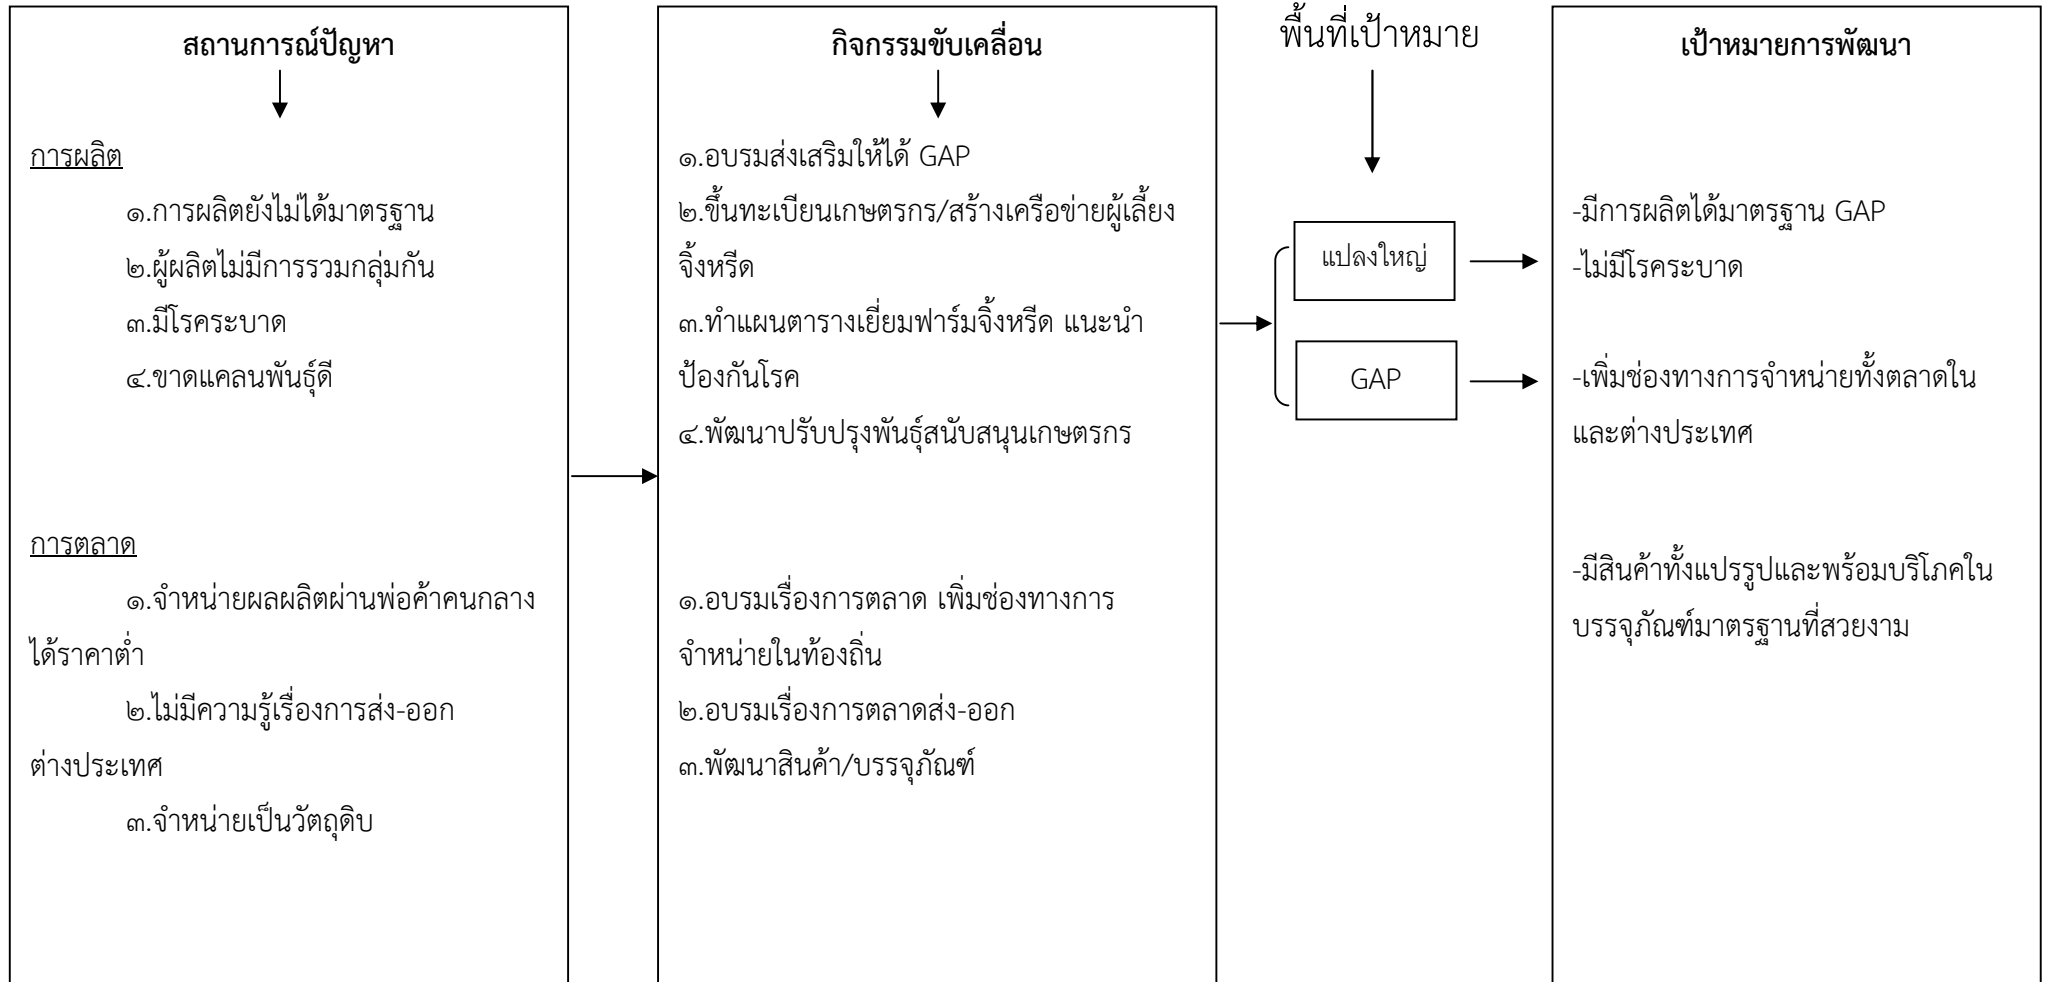 สถานการณ์ปัญหา
การผลิต
๑.การผลิตยังไม่ได้มาตรฐาน
๒.ผู้ผลิตไม่มีการรวมกลุ่มกัน
๓.มีโรคระบาด
๔.ขาดแคลนพันธุ์ดี
การตลาด
๑.จำหน่ายผลผลิตผ่านพ่อค้าคนกลาง
ได้ราคาต่ำ
๒.ไม่มีความรู้เรื่องการส่ง-ออก
ต่างประเทศ
๓.จำหน่ายเป็นวัตถุดิบ
กิจกรรมขับเคลื่อน
๑.อบรมส่งเสริมให้ได้ GAP
๒.ขึ้นทะเบียนเกษตรกร/สร้างเครือข่ายผู้เลี้ยง
จิ้งหรีด
๓.ทำแผนตารางเยี่ยมฟาร์มจิ้งหรีด แนะนำ
ป้องกันโรค
๔.พัฒนาปรับปรุงพันธุ์สนับสนุนเกษตรกร
๑.อบรมเรื่องการตลาด เพิ่มช่องทางการ
จำหน่ายในท้องถิ่น
๒.อบรมเรื่องการตลาดส่ง-ออก
๓.พัฒนาสินค้า/บรรจุภัณฑ์
พื้นที่เป้าหมาย
แปลงใหญ่
GAP
เป้าหมายการพัฒนา
-มีการผลิตได้มาตรฐาน GAP
-ไม่มีโรคระบาด
-เพิ่มช่องทางการจำหน่ายทั้งตลาดใน
และต่างประเทศ
-มีสินค้าทั้งแปรรูปและพร้อมบริโภคใน
บรรจุภัณฑ์มาตรฐานที่สวยงาม